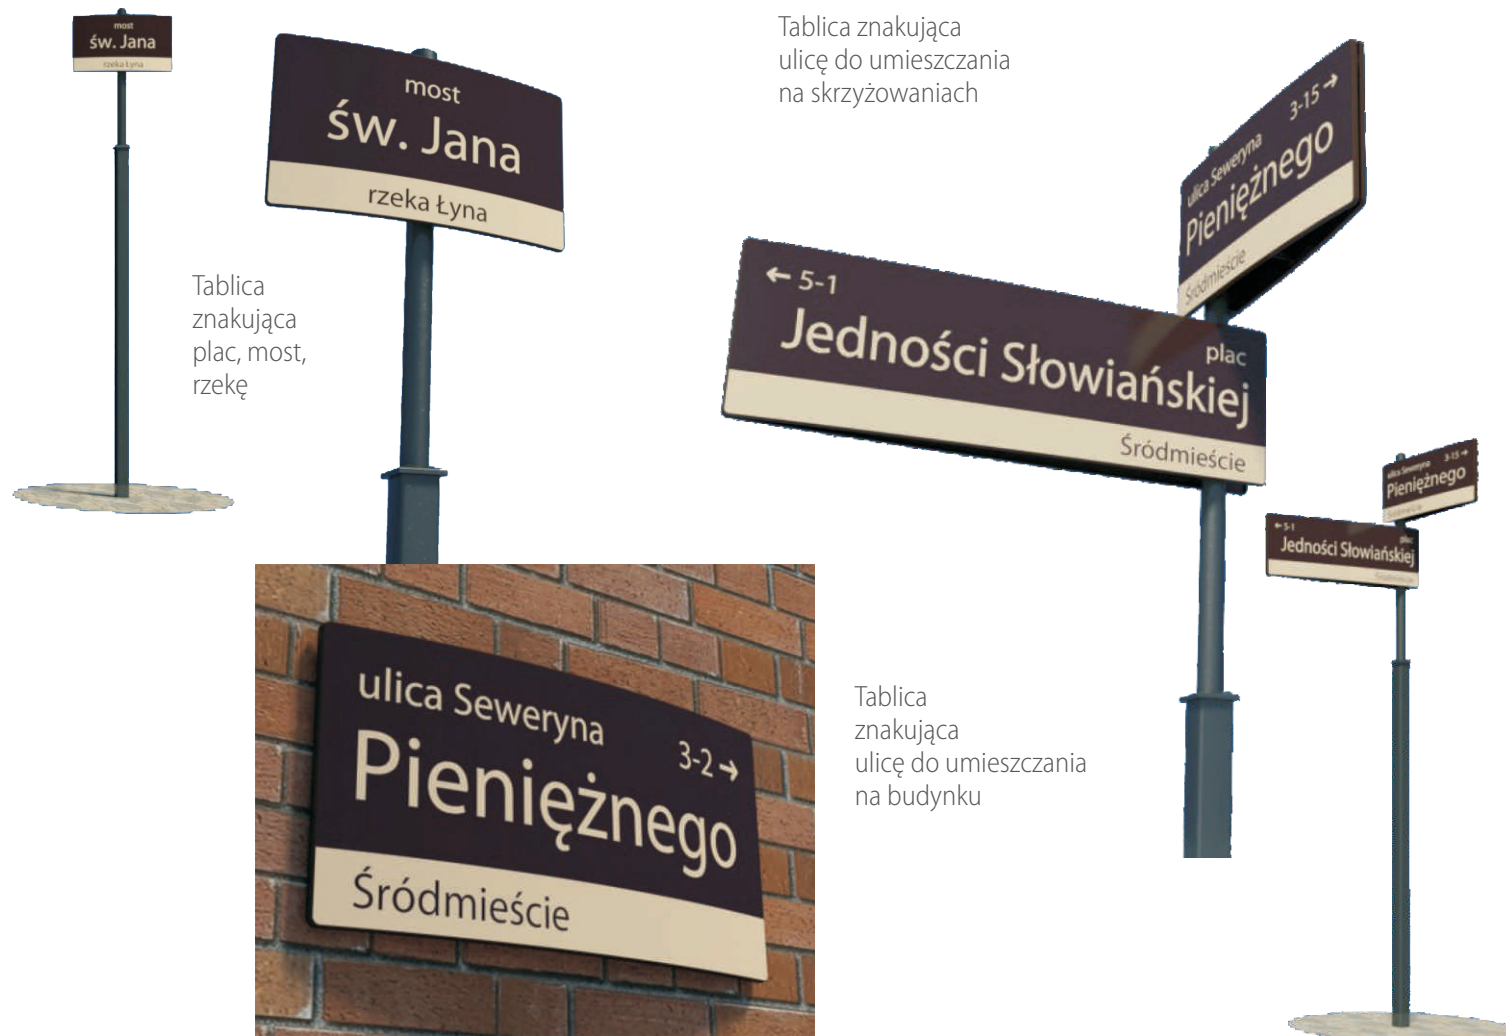 most
św. Jana
rzeka Łyna
most
św. Jana
rzeka Łyna
Tablica
znakująca
plac, most,
rzekę
Tablica znakująca
ulicę do umieszczania
na skrzyżowaniach
3-15 →
ulica Seweryna
Pieniężnego
Śródmieście
← 5-1
plac
Jedności Słowiańskiej
Śródmieście
ulica Seweryna
3-15 →
Pieniężnego
Śródmieście
← 5-1
plac
Jedności Słowiańskiej
Śródmieście
ulica Seweryna
3-2 →
Pieniężnego
Śródmieście
Tablica
znakująca
ulicę do umieszczania
na budynku